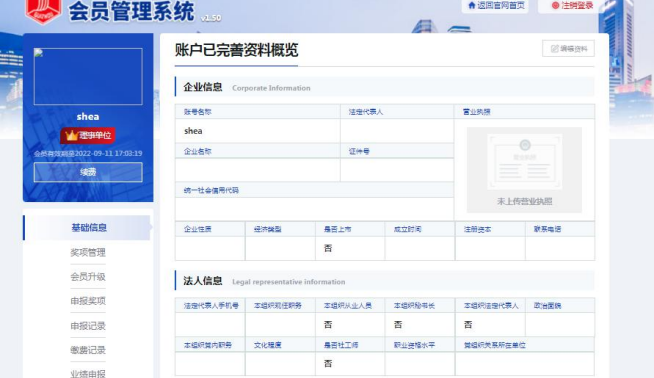 会员管理系统 v1.50
返回官网首页
注销登录
shea
理事单位
会员有效期至2022-09-11 17:03:19
续费
基础信息
奖项管理
会员升级
申报奖项
申报记录
缴费记录
业绩申报
账户已完善资料概览
编辑资料
企业信息 Corporate Information
账号名称 法定代表人 营业执照
shea
企业名称 证件号
统一社会信用代码
营业执照
未上传营业执照
企业性质 经济类型 是否上市 成立时间 注册资本 联系电话
否
法人信息 Legal representative information
法定代表人手机号 本组织现任职务 本组织从业人员 本组织秘书长 本组织法定代表人 政治面貌
否 否 否
本组织党内职务 文化程度 是否社工师 职业资格水平 党组织关系所在单位
否